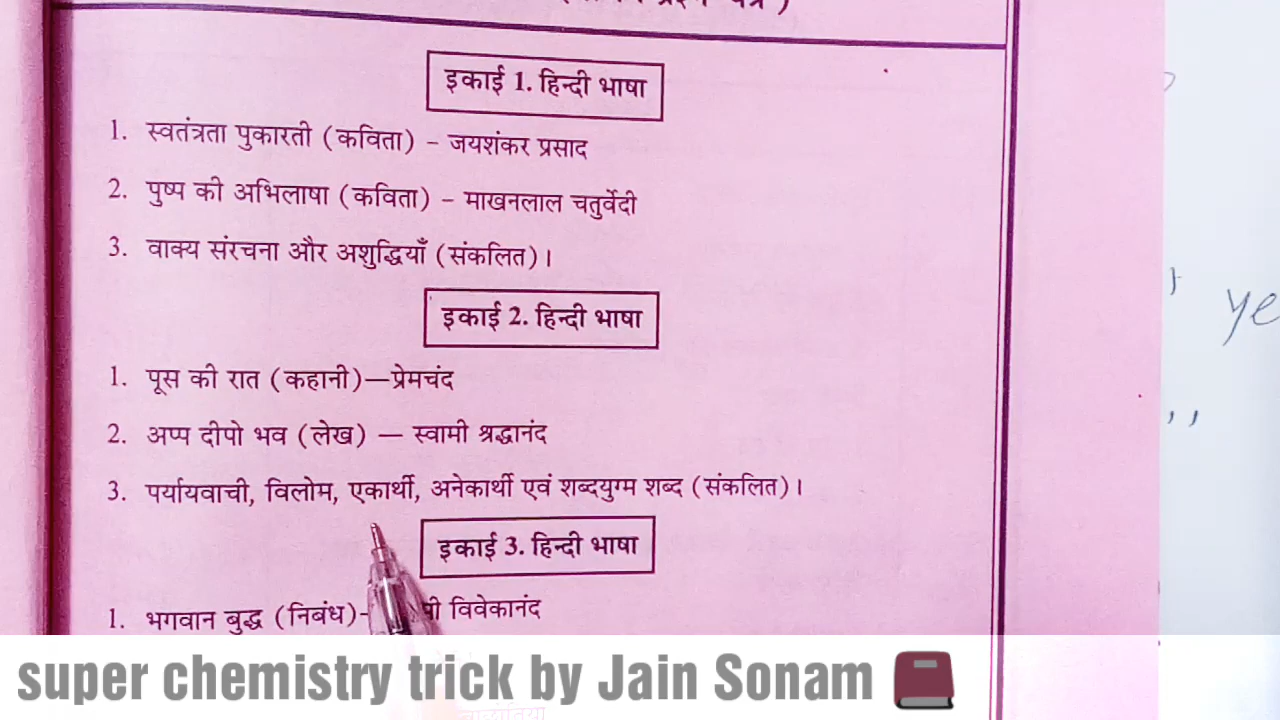 इकाई 1. हिन्दी भाषा
1. स्वतंत्रता पुकारती (कविता) - जयशंकर प्रसाद
2. पुष्प की अभिलाषा (कविता) - माखनलाल चतुर्वेदी
3. वाक्य संरचना और अशुद्धियाँ (संकलित)।
इकाई 2. हिन्दी भाषा
1. पूस की रात (कहानी)—प्रेमचंद
2. अप्प दीपो भव (लेख) — स्वामी श्रद्धानंद
3. पर्यायवाची, विलोम, एकार्थी, अनेकार्थी एवं शब्दयुग्म शब्द (संकलित)।
इकाई 3. हिन्दी भाषा
1. भगवान बुद्ध (निबंध)- विवेकानंद
ye
super chemistry trick by Jain Sonam